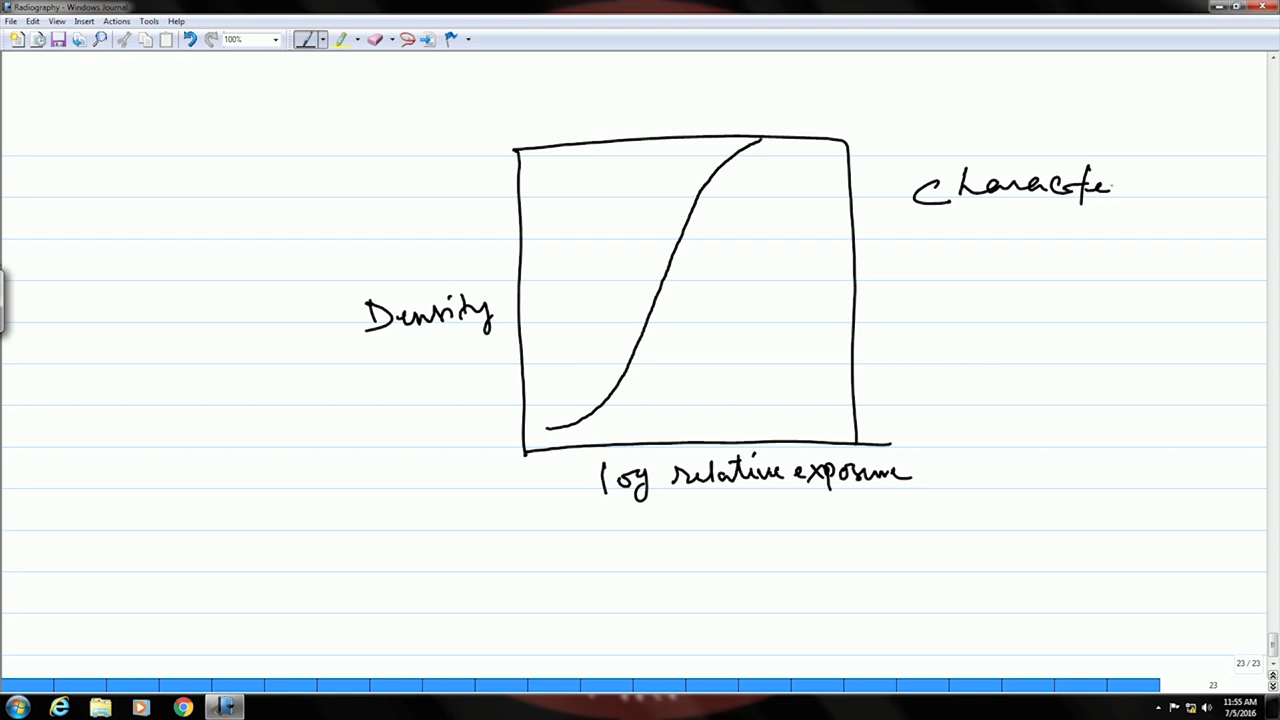 Radiography - Windows Journal
File Edit View Insert Actions Tools Help
100%
Characte
Density
log relative exposure
23 / 23
23
11:55 AM
7/5/2016